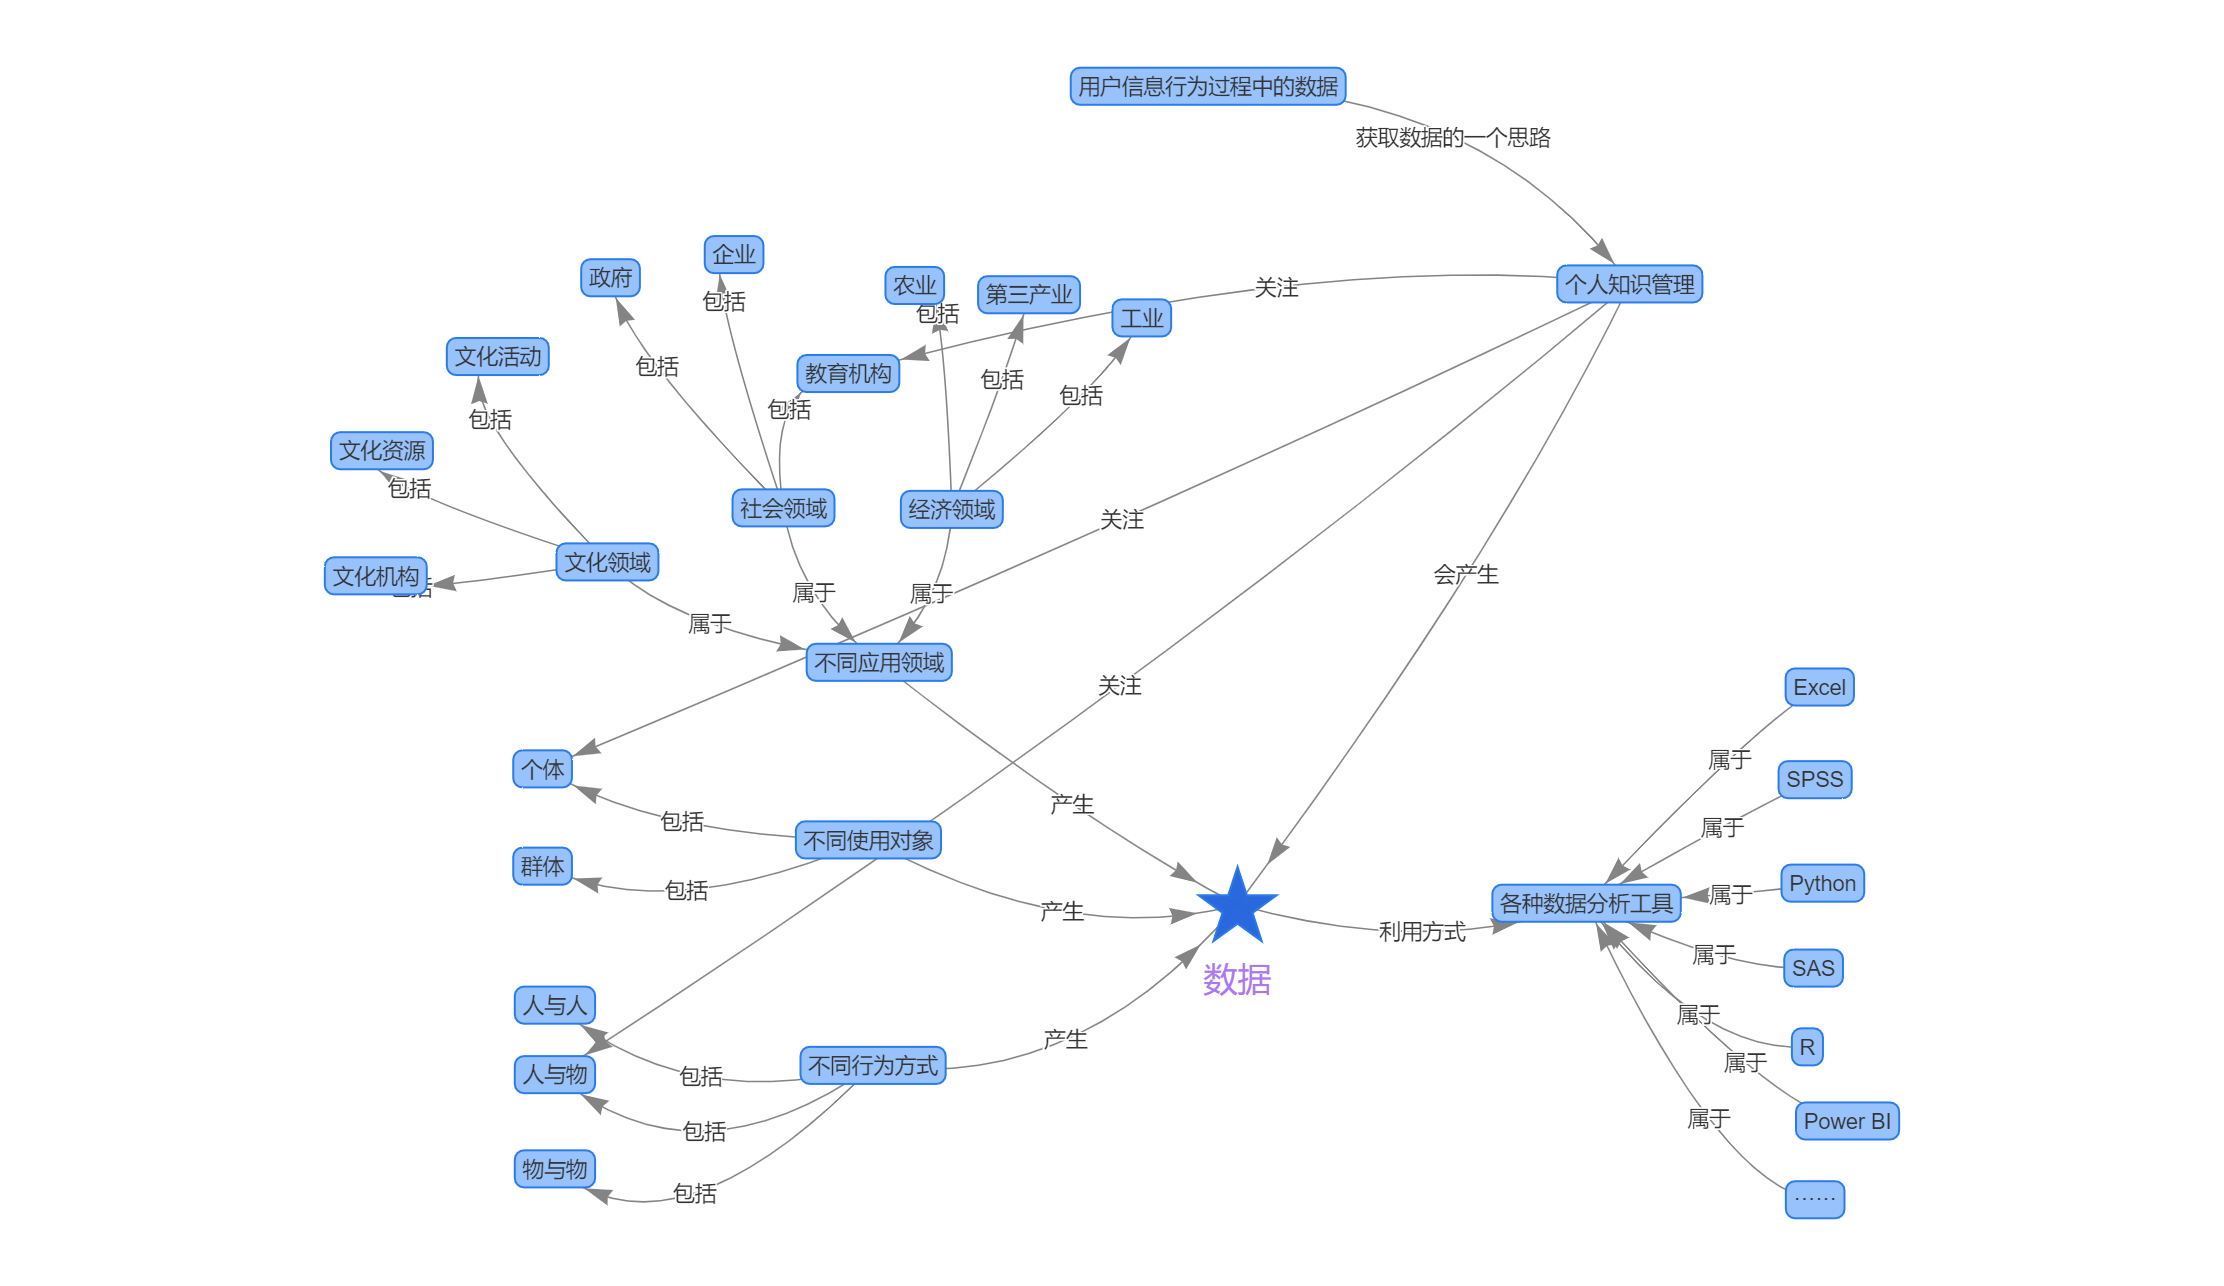 用户信息行为过程中的数据
获取数据的一个思路
企业
政府
农业
第三产业
个人知识管理
关注
包括
包括
工业
文化活动
包括
教育机构
包括
包括
包括
包括
文化资源
包括
包括
社会领域
经济领域
关注
文化领域
文化机构
包括
会产生
属于
属于
属于
不同应用领域
关注
Excel
个体
属于
SPSS
产生
包括
属于
不同使用对象
群体
包括
Python
属于
各种数据分析工具
产生
利用方式
属于
SAS
数据
人与人
属于
产生
R
不同行为方式
属于
人与物
包括
属于
Power BI
包括
物与物
包括
……